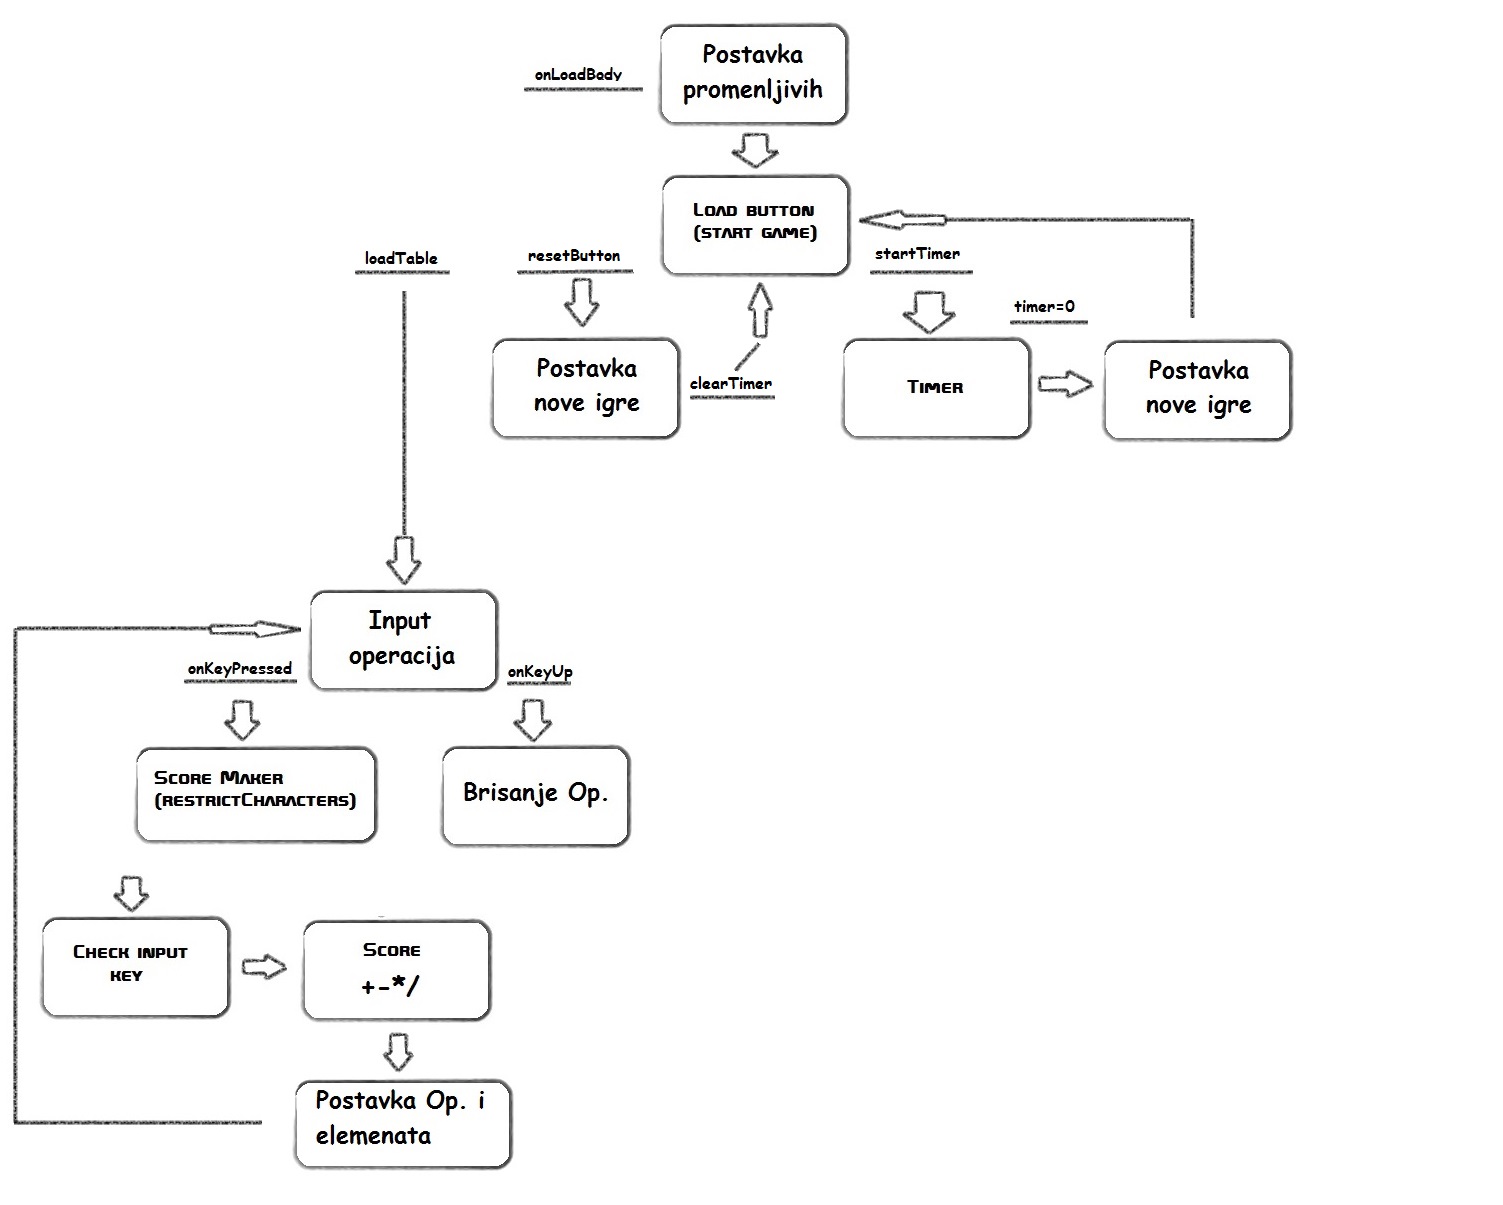 Postavka
promenljivih
onLoadBody
Load button
(start game)
loadTable
resetButton
startTimer
timer=0
Postavka
nove igre
clearTimer
Timer
Postavka
nove igre
Input
operacija
onKeyPressed
onKeyUp
Score Maker
(restrictCharacters)
Brisanje Op.
Check input
key
Score
+-*/
Postavka Op. i
elemenata